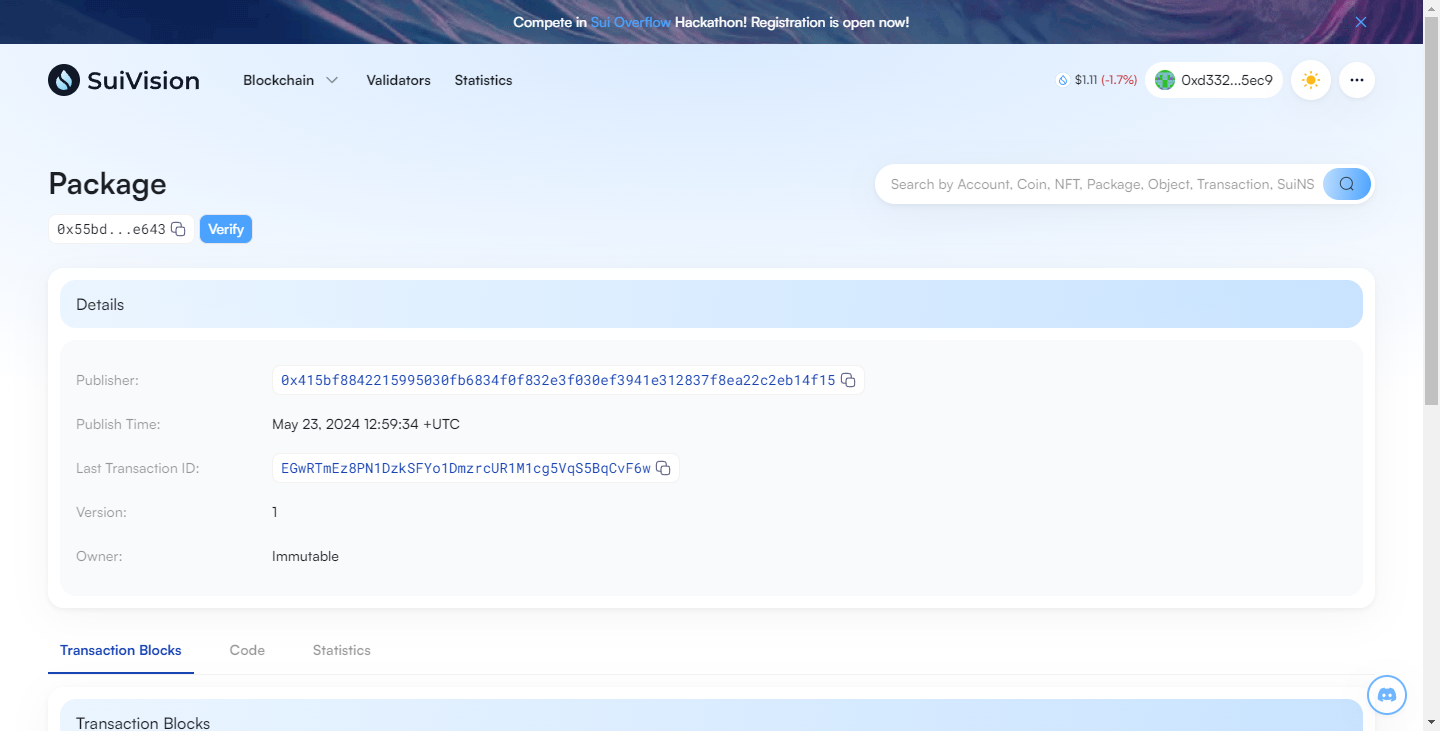 Compete in Sui Overflow Hackathon! Registration is open now!
SuiVision
Blockchain
Validators
Statistics
$1.11 (-1.7%)
0xd332...5ec9
Package
Search by Account, Coin, NFT, Package, Object, Transaction, SuiNS
0x55bd...e643
Verify
Details
Publisher: 0x415bf8842215995030fb6834f0f832e3f030ef3941e312837f8ea22c2eb14f15
Publish Time: May 23, 2024 12:59:34 +UTC
Last Transaction ID: EGwRTmEz8PN1DzkSFYo1DmzrcUR1M1cg5VqS5BqCvF6w
Version: 1
Owner: Immutable
Transaction Blocks
Code
Statistics
Transaction Blocks